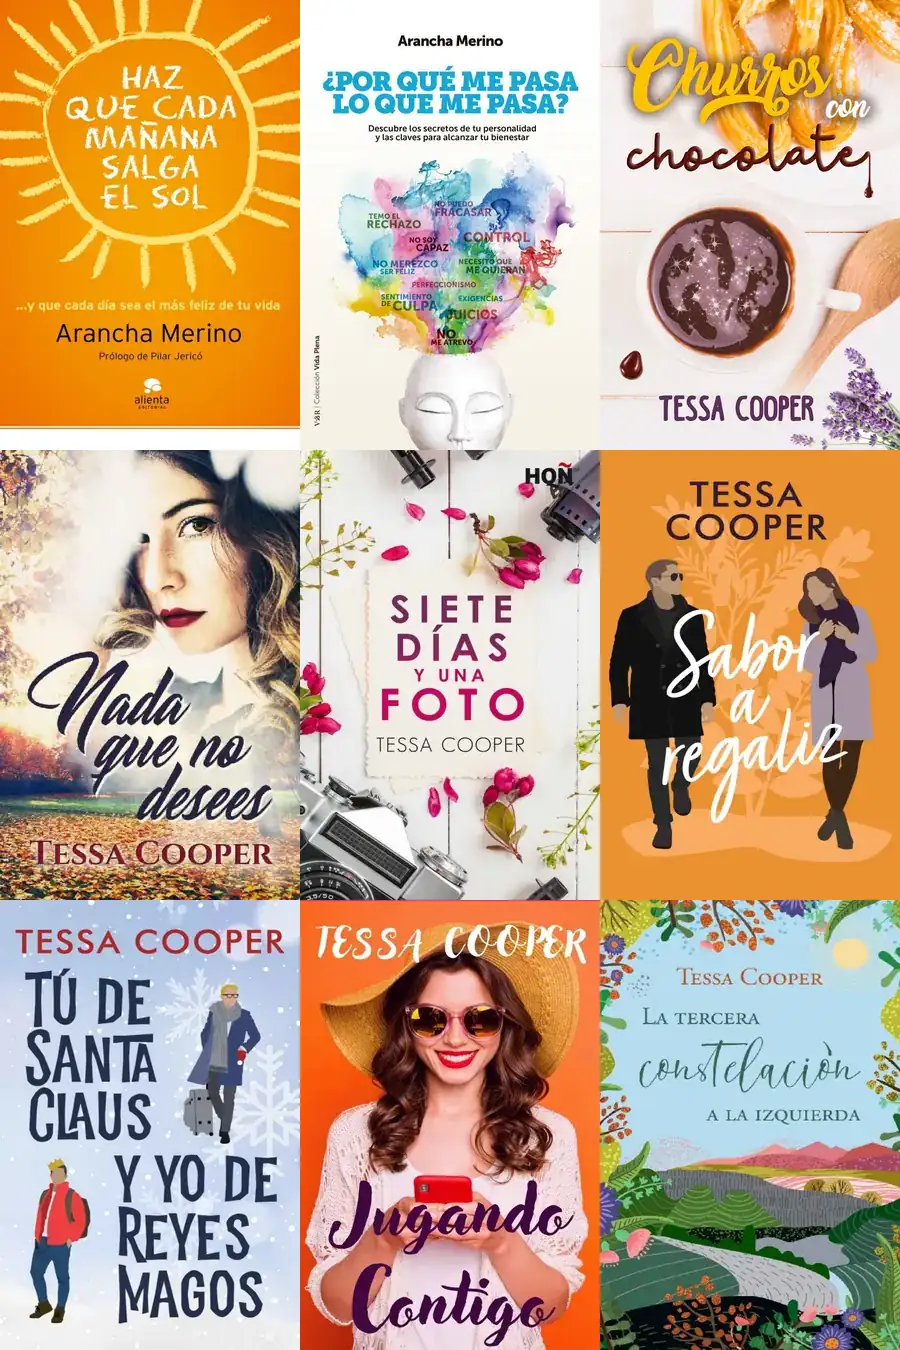 HAZ
QUE CADA
MAÑANA
SALGA
EL SOL
...y que cada día sea el más feliz de tu vida
Arancha Merino
Prólogo de Pilar Jericó
alienta
EDITORIAL
Arancha Merino
¿POR QUÉ ME PASA
LO QUE ME PASA?
Descubre los secretos de tu personalidad
y las claves para alcanzar tu bienestar
NO PUEDO
FRACASAR
TEMO EL
RECHAZO
NO SOY
CAPAZ
CONTROL
NO MEREZCO
SER FELIZ
NECESITO QUE
ME QUIERAN
PERFECCIONISMO
SENTIMIENTO
DE CULPA
EXIGENCIAS
JUICIOS
NO
ME ATREVO
V&R | Colección Vida Plena
Churros
con
chocolate
TESSA COOPER
Nada
que no
desees
TESSA COOPER
HQÑ
SIETE
DÍAS
Y UNA
FOTO
TESSA COOPER
TESSA
COOPER
Sabor
a
regaliz
TESSA COOPER
TÚ DE
SANTA
CLAUS
Y YO DE
REYES
MAGOS
TESSA COOPER
Jugando
Contigo
TESSA COOPER
LA TERCERA
constelación
A LA IZQUIERDA